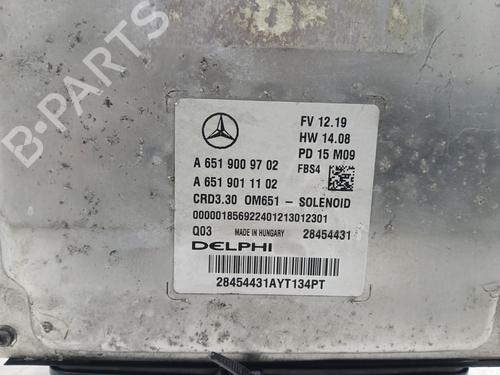 B-PARTS
FV 12.19
HW 14.08
PD 15 M09
FBS4
A 651 900 97 02
A 651 901 11 02
CRD3.30 OM651 - SOLENOID
000001856922401213012301
Q03 MADE IN HUNGARY 28454431
DELPHI
28454431AYT134PT